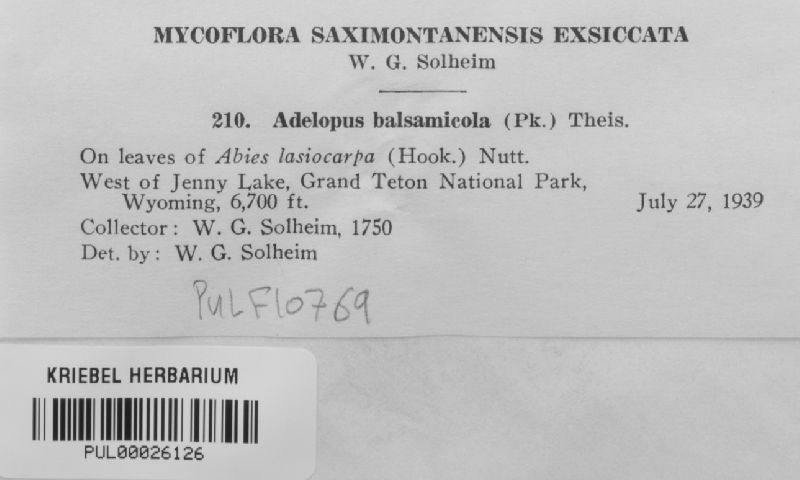 MYCOFLORA SAXIMONTANENSIS EXSICCATA
W. G. Solheim
210. Adelopus balsamicola (Pk.) Theis.
On leaves of Abies lasiocarpa (Hook.) Nutt.
West of Jenny Lake, Grand Teton National Park,
Wyoming, 6,700 ft. July 27, 1939
Collector: W. G. Solheim, 1750
Det. by: W. G. Solheim
PULF10769
KRIEBEL HERBARIUM
PUL00026126